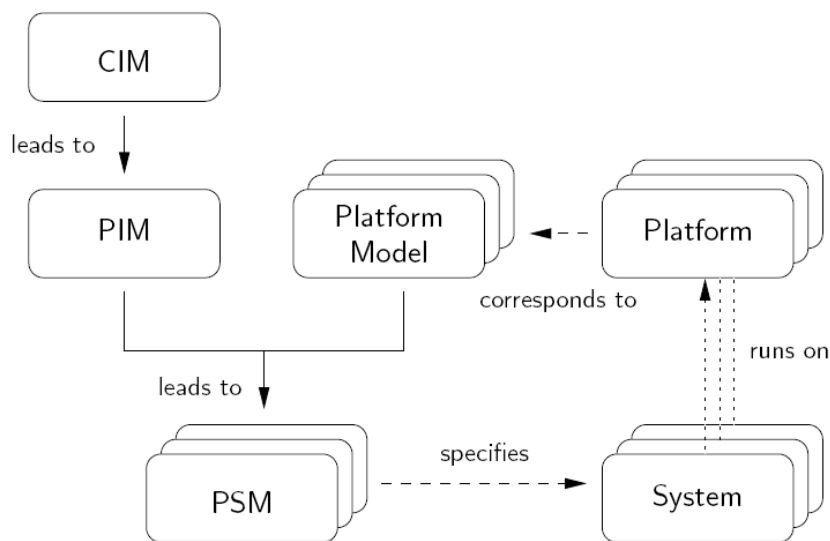 CIM
leads to
PIM
Platform
Model
Platform
corresponds to
runs on
leads to
specifies
PSM
System